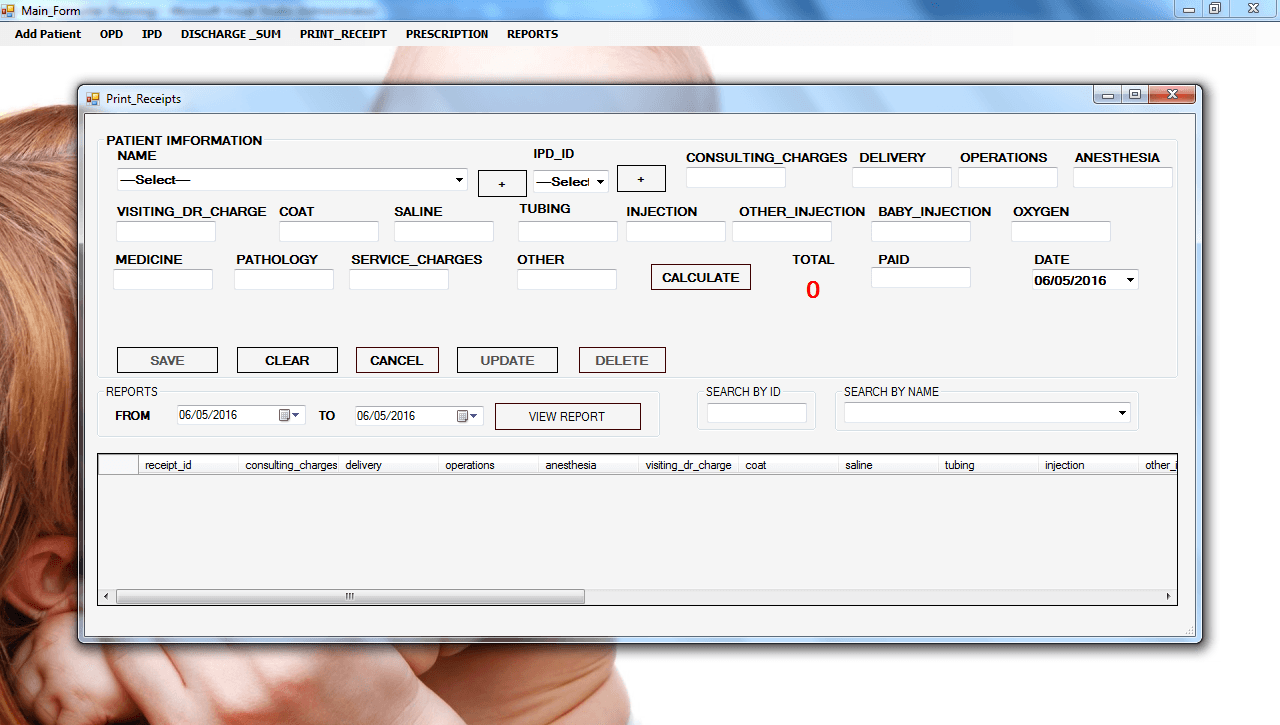 Main_Form
Add Patient OPD IPD DISCHARGE _SUM PRINT_RECEIPT PRESCRIPTION REPORTS
Print_Receipts
PATIENT IMFORMATION
NAME IPD_ID CONSULTING_CHARGES DELIVERY OPERATIONS ANESTHESIA
—Select— + —Select +
VISITING_DR_CHARGE COAT SALINE TUBING INJECTION OTHER_INJECTION BABY_INJECTION OXYGEN
MEDICINE PATHOLOGY SERVICE_CHARGES OTHER CALCULATE TOTAL PAID DATE
0 06/05/2016
SAVE CLEAR CANCEL UPDATE DELETE
REPORTS SEARCH BY ID SEARCH BY NAME
FROM 06/05/2016 TO 06/05/2016 VIEW REPORT
receipt_id consulting_charges delivery operations anesthesia visiting_dr_charge coat saline tubing injection other_i